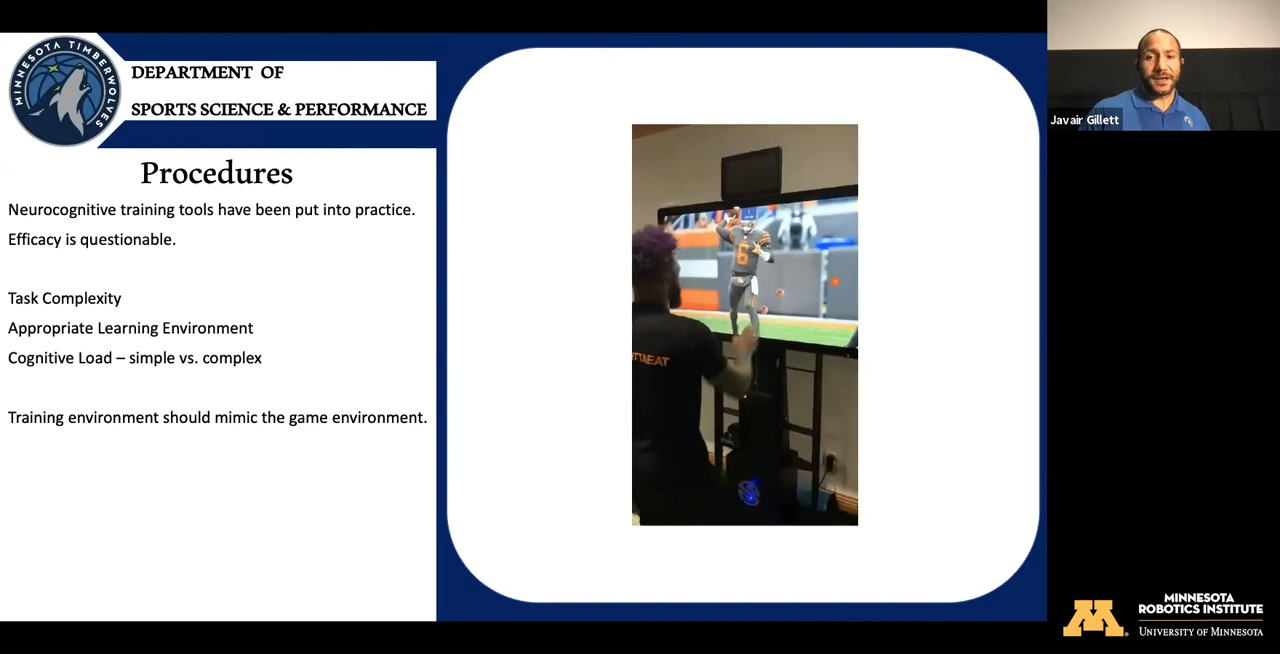 MINNESOTA TIMBERWOLVES
DEPARTMENT OF
SPORTS SCIENCE & PERFORMANCE
Procedures
Neurocognitive training tools have been put into practice.
Efficacy is questionable.
Task Complexity
Appropriate Learning Environment
Cognitive Load – simple vs. complex
Training environment should mimic the game environment.
6
Javair Gillett
M
MINNESOTA
ROBOTICS INSTITUTE
UNIVERSITY OF MINNESOTA